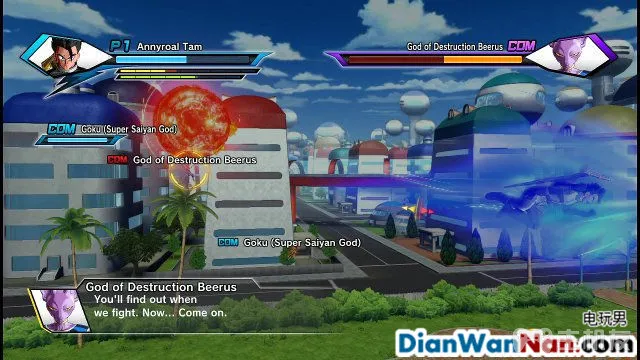 P1 Annyroal Tam
God of Destruction Beerus COM
COM Goku (Super Saiyan God)
COM God of Destruction Beerus
COM Goku (Super Saiyan God)
God of Destruction Beerus
You'll find out when
we fight. Now... Come on.
电玩男
DianWanNan.com